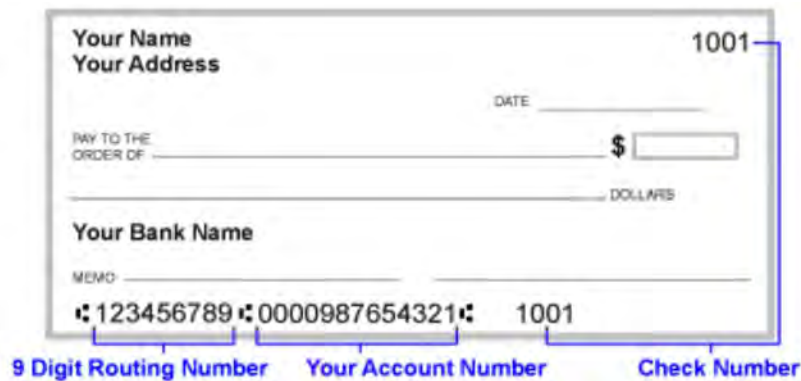 Your Name 1001
Your Address
DATE
PAY TO THE
ORDER OF $
DOLLARS
Your Bank Name
MEMO
⑆123456789⑆0000987654321⑆ 1001
9 Digit Routing Number Your Account Number Check Number